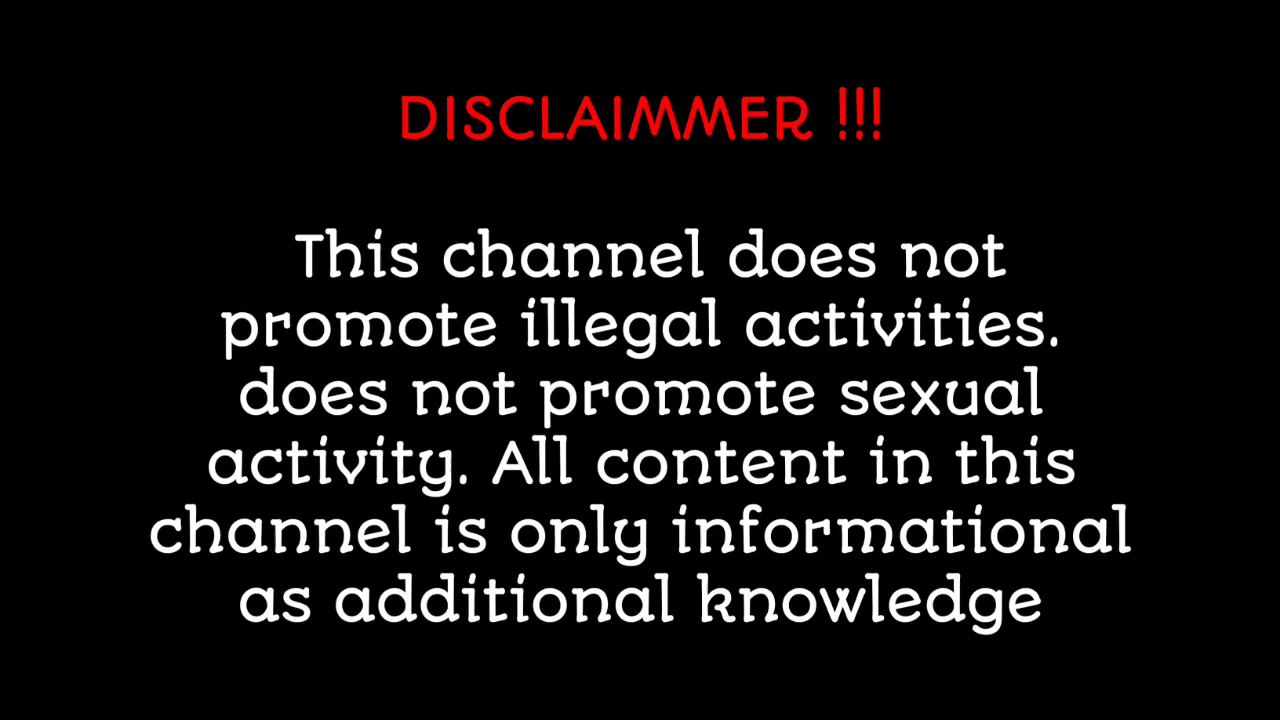 DISCLAIMMER !!!
This channel does not
promote illegal activities.
does not promote sexual
activity. All content in this
channel is only informational
as additional knowledge